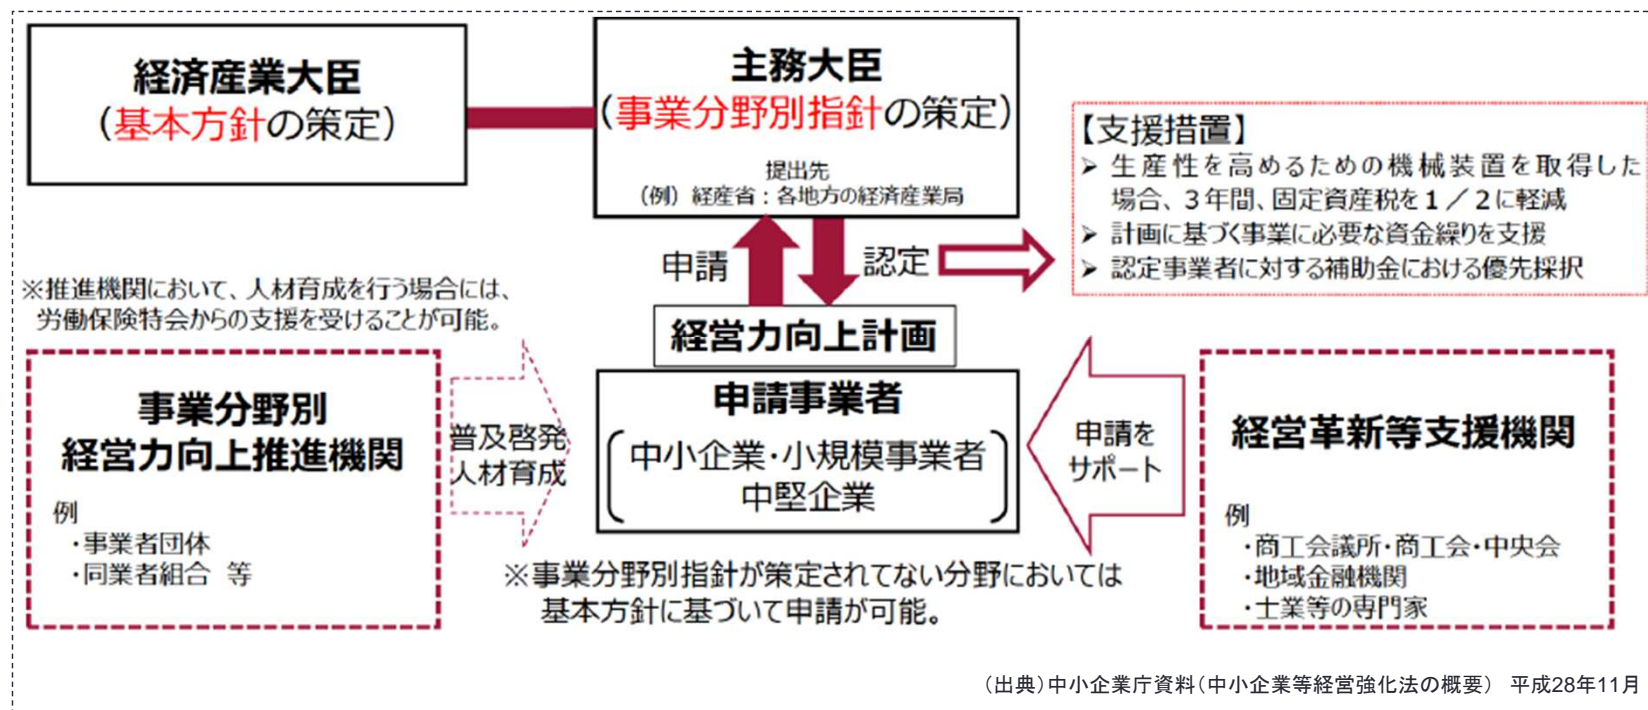 経済産業大臣
（基本方針の策定）
主務大臣
（事業分野別指針の策定）
提出先
（例）経産省：各地方の経済産業局
【支援措置】
➢ 生産性を高めるための機械装置を取得した
場合、３年間、固定資産税を１／２に軽減
➢ 計画に基づく事業に必要な資金繰りを支援
➢ 認定事業者に対する補助金における優先採択
申請
認定
※推進機関において、人材育成を行う場合には、
労働保険特会からの支援を受けることが可能。
経営力向上計画
事業分野別
経営力向上推進機関
例
・事業者団体
・同業者組合 等
普及啓発
人材育成
申請事業者
中小企業・小規模事業者
中堅企業
申請を
サポート
経営革新等支援機関
例
・商工会議所・商工会・中央会
・地域金融機関
・士業等の専門家
※事業分野別指針が策定されてない分野においては
基本方針に基づいて申請が可能。
（出典）中小企業庁資料（中小企業等経営強化法の概要） 平成28年11月